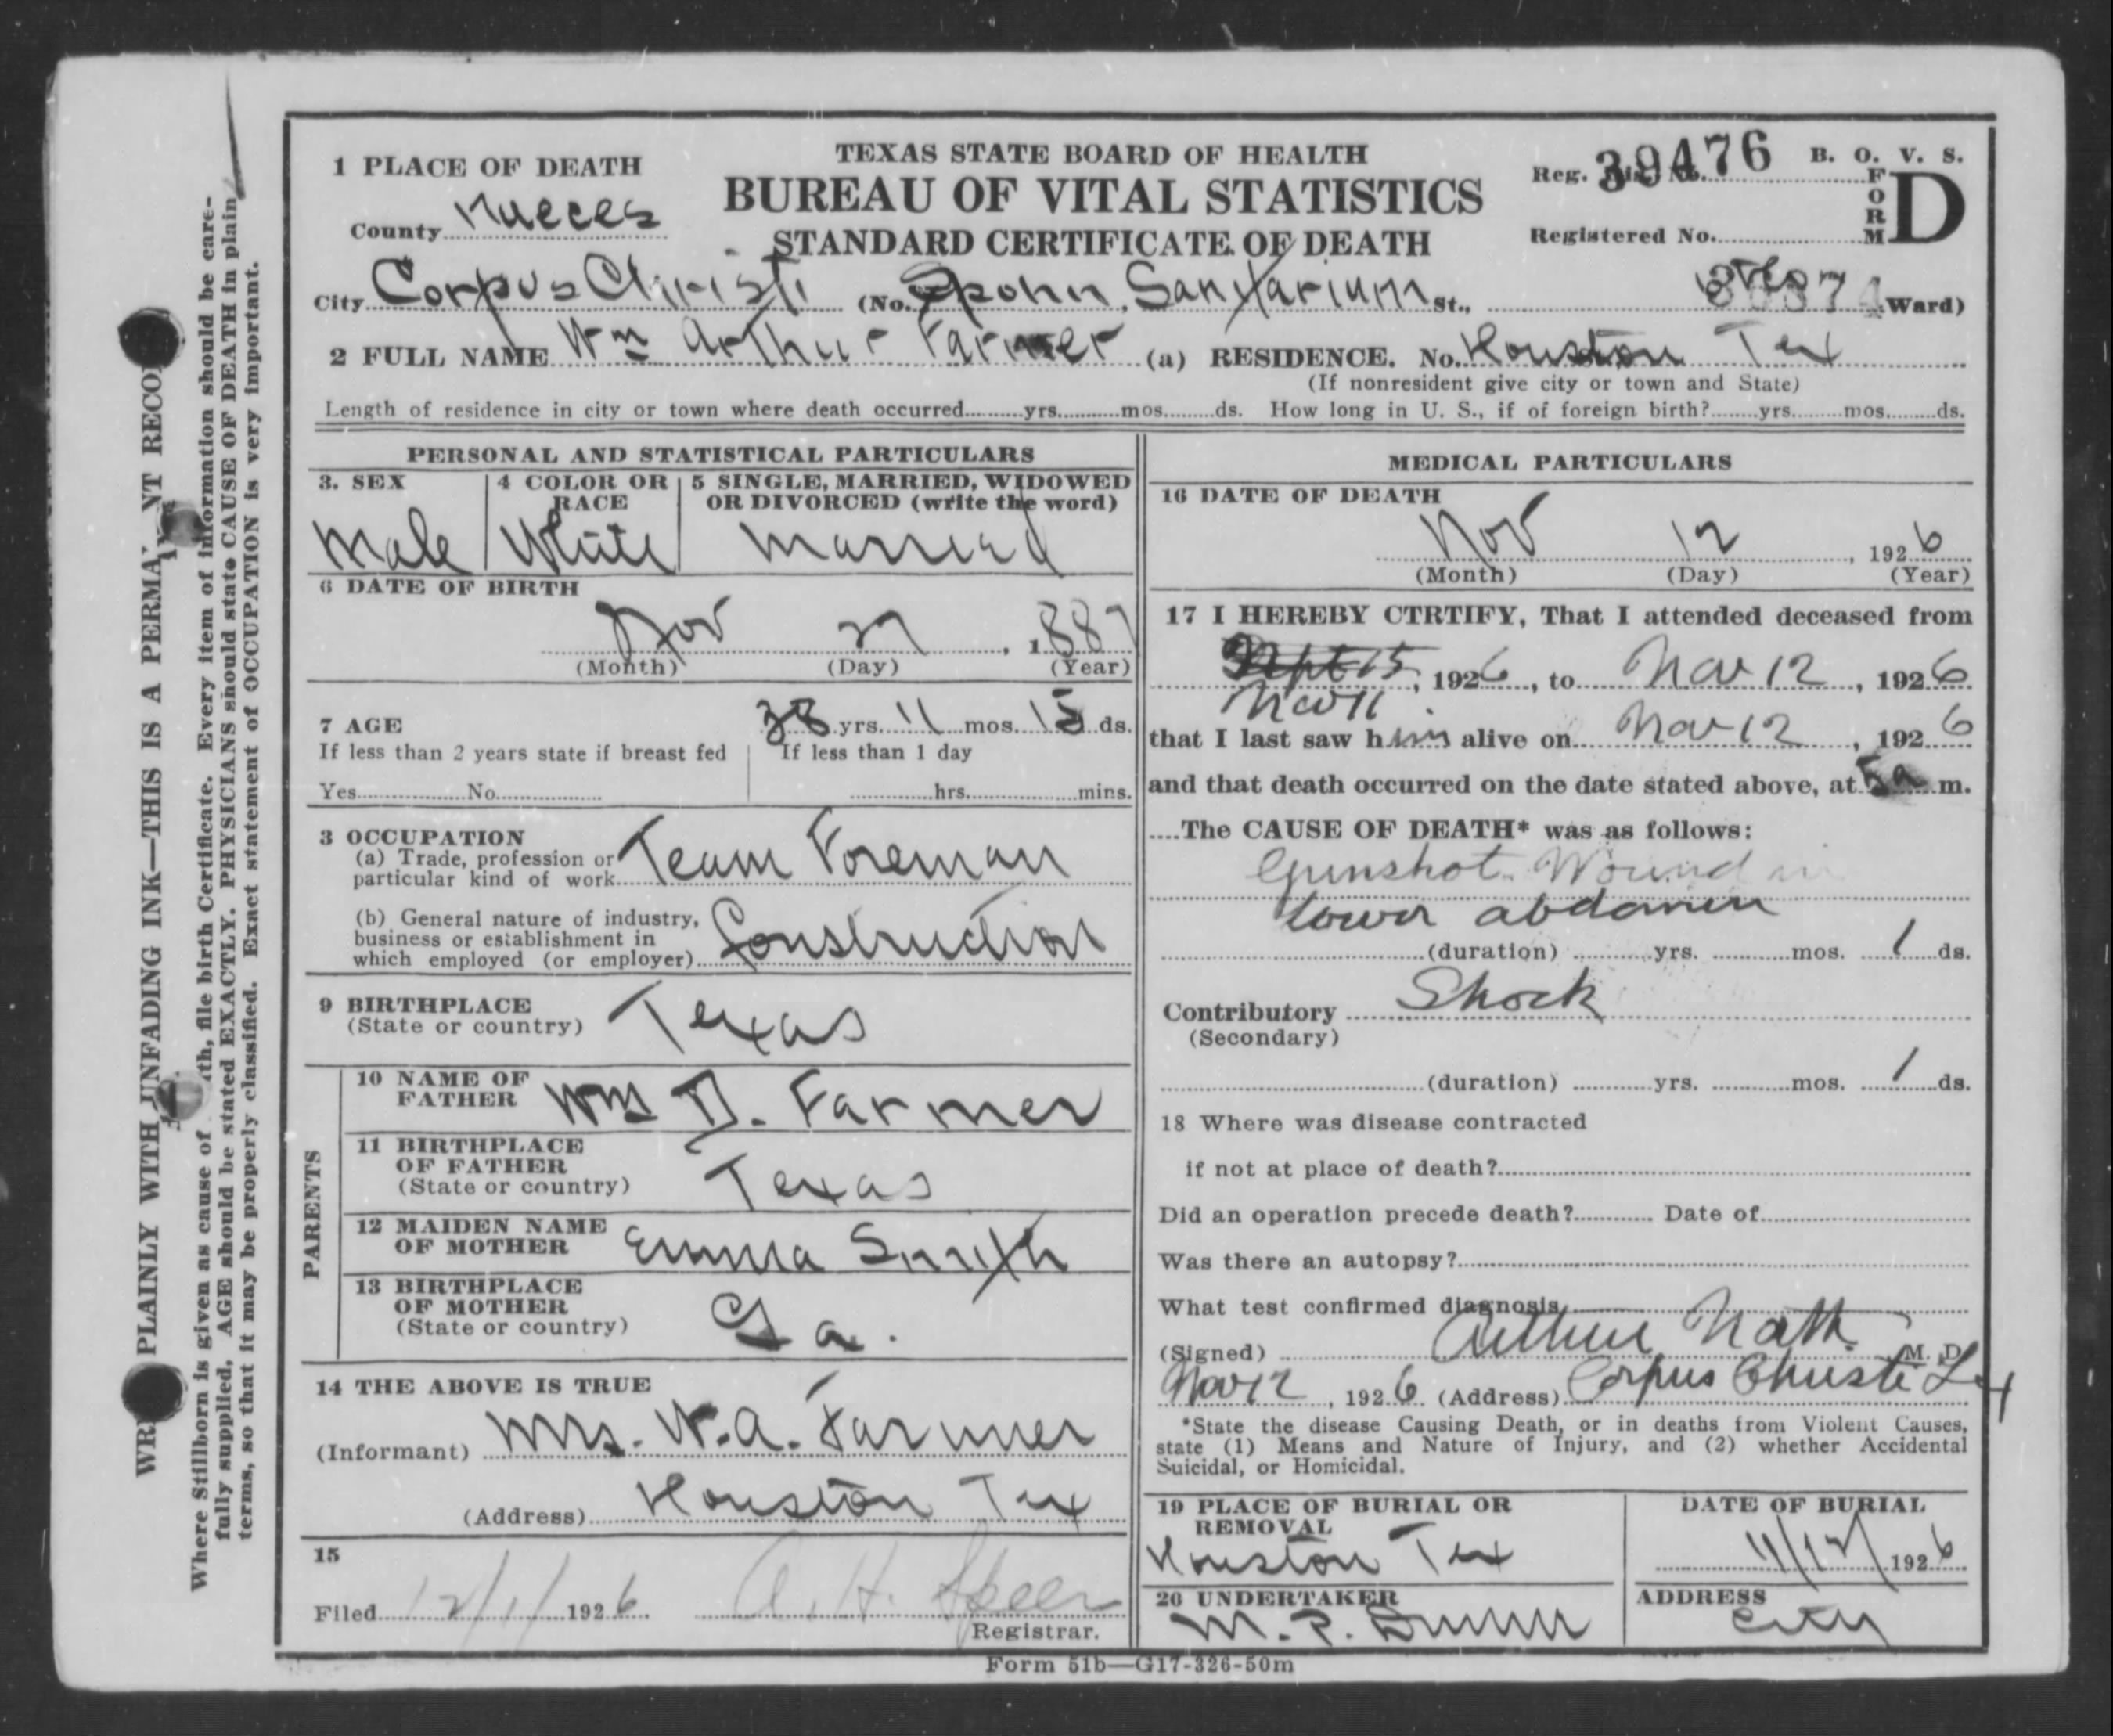 TEXAS STATE BOARD OF HEALTH
BUREAU OF VITAL STATISTICS
STANDARD CERTIFICATE OF DEATH
Reg. 39476 B. O. V. S.
FORM D
Registered No.
1 PLACE OF DEATH
County Nueces
City Corpus Christi (No. Spohn Sanitarium St., Ward)
2 FULL NAME Wm Arthur Farmer (a) RESIDENCE. No. Houston Tex
(If nonresident give city or town and State)
Length of residence in city or town where death occurred yrs. mos. ds. How long in U. S., if of foreign birth? yrs. mos. ds.
PERSONAL AND STATISTICAL PARTICULARS
3. SEX
Male
4 COLOR OR RACE
White
5 SINGLE, MARRIED, WIDOWED
OR DIVORCED (write the word)
Married
6 DATE OF BIRTH
Nov 27, 1887
(Month) (Day) (Year)
7 AGE 38 yrs. 11 mos. 15 ds.
If less than 2 years state if breast fed If less than 1 day
Yes No hrs. mins.
3 OCCUPATION
(a) Trade, profession or
particular kind of work Team Foreman
(b) General nature of industry,
business or establishment in
which employed (or employer) Construction
9 BIRTHPLACE
(State or country) Texas
PARENTS
10 NAME OF
FATHER Wm D. Farmer
11 BIRTHPLACE
OF FATHER
(State or country) Texas
12 MAIDEN NAME
OF MOTHER Emma Smith
13 BIRTHPLACE
OF MOTHER
(State or country) Ga.
14 THE ABOVE IS TRUE
(Informant) Mrs. W. A. Farmer
(Address) Houston Tex
15
Filed 12/1/ 1926 A. H. Speer
Registrar.
MEDICAL PARTICULARS
16 DATE OF DEATH
Nov 12, 1926
(Month) (Day) (Year)
17 I HEREBY CTRTIFY, That I attended deceased from
Sept 15, 1926, to Nov 12, 1926
Nov 11
that I last saw him alive on Nov 12, 1926
and that death occurred on the date stated above, at 5 a m.
The CAUSE OF DEATH* was as follows:
Gunshot Wound in
lower abdomen
(duration) yrs. mos. 1 ds.
Contributory Shock
(Secondary)
(duration) yrs. mos. 1 ds.
18 Where was disease contracted
if not at place of death?
Did an operation precede death? Date of
Was there an autopsy?
What test confirmed diagnosis
(Signed) Arthur Nath M. D.
Nov 12, 1926 (Address) Corpus Christi
*State the disease Causing Death, or in deaths from Violent Causes,
state (1) Means and Nature of Injury, and (2) whether Accidental
Suicidal, or Homicidal.
19 PLACE OF BURIAL OR
REMOVAL
Houston Tex
DATE OF BURIAL
11/12/ 1926
20 UNDERTAKER
M. P.
ADDRESS
City
Form 51b—G17-326-50m
PLAINLY WITH UNFADING INK—THIS IS A
Where Stillborn is given as cause of file birth Certificate. Every item of information should be care-
fully supplied. AGE should be stated EXACTLY. PHYSICIANS should state CAUSE OF DEATH in plain
terms, so that it may be properly classified. Exact statement of OCCUPATION is very important.